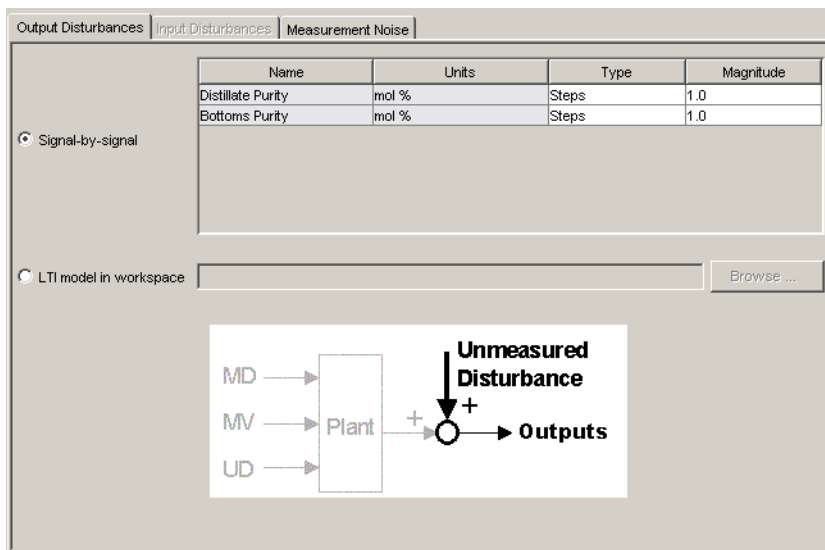 Output Disturbances Input Disturbances Measurement Noise
Name Units Type Magnitude
Distillate Purity mol % Steps 1.0
Bottoms Purity mol % Steps 1.0
Signal-by-signal
LTI model in workspace Browse ...
Unmeasured
Disturbance
MD
+
MV Plant + Outputs
UD